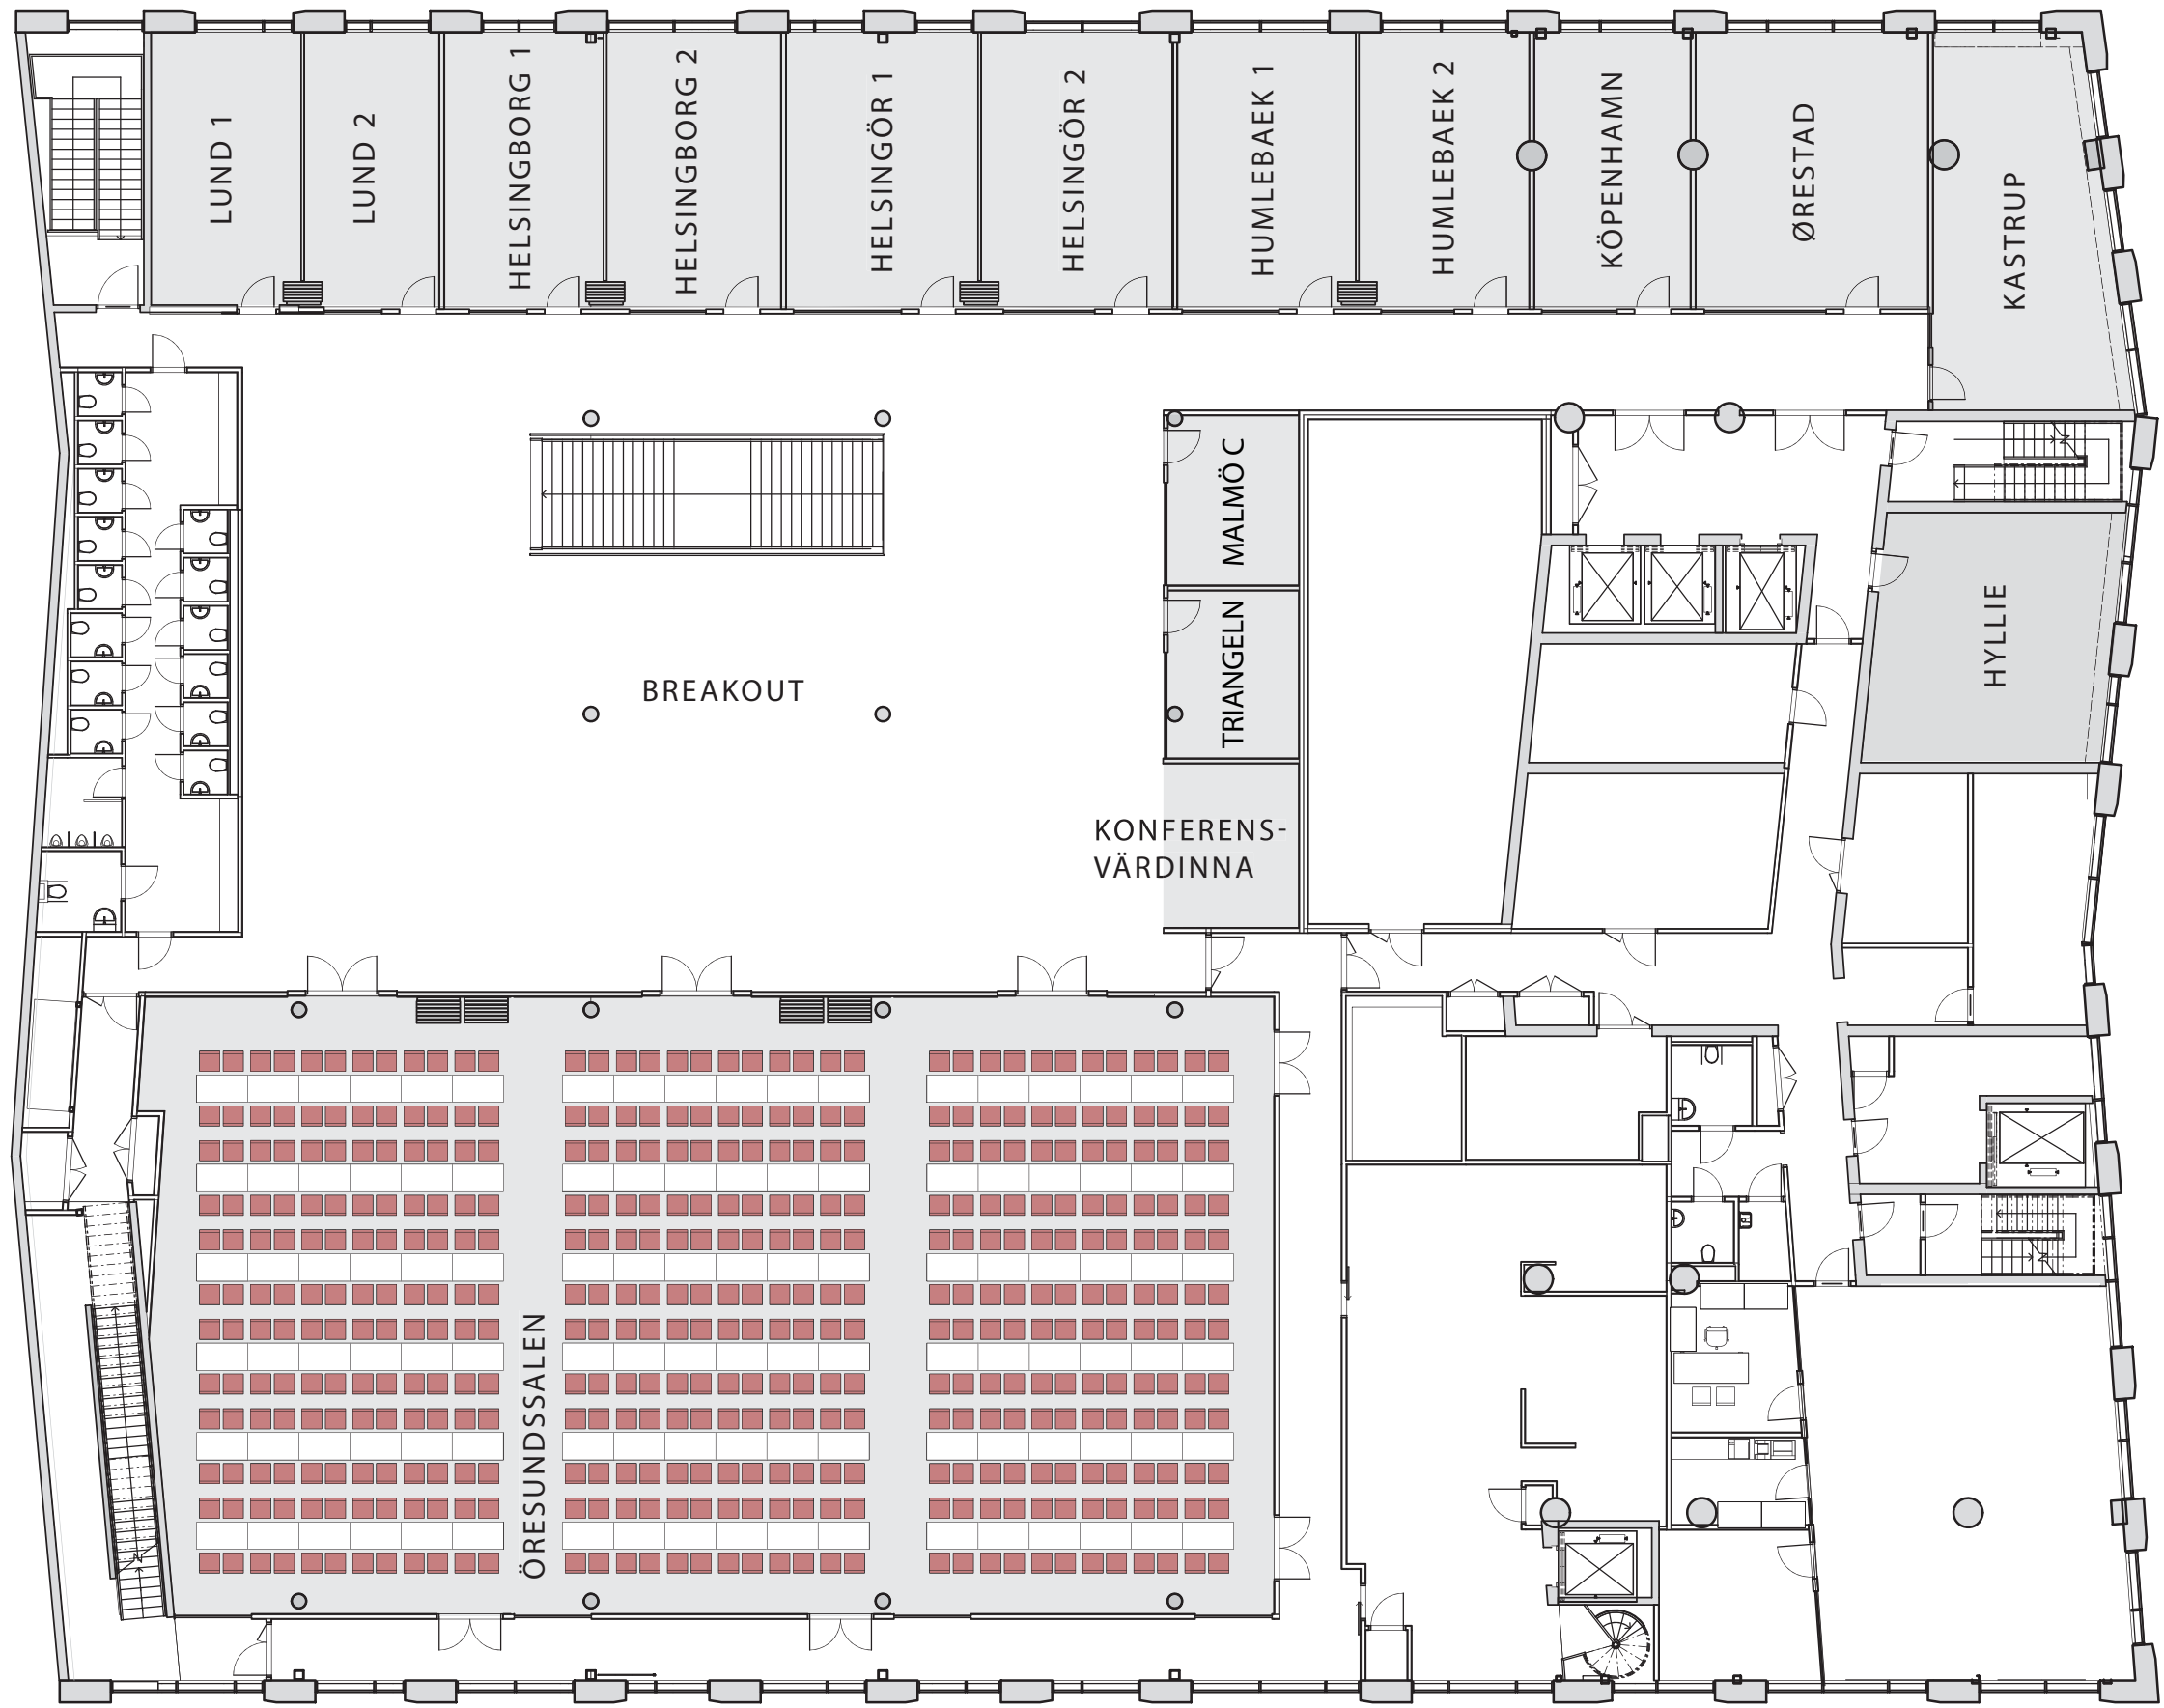 LUND 1
LUND 2
HELSINGBORG 1
HELSINGBORG 2
HELSINGÖR 1
HELSINGÖR 2
HUMLEBAEK 1
HUMLEBAEK 2
KÖPENHAMN
ØRESTAD
KASTRUP
MALMÖ C
TRIANGELN
HYLLIE
BREAKOUT
KONFERENS-
VÄRDINNA
ÖRESUNDSSALEN